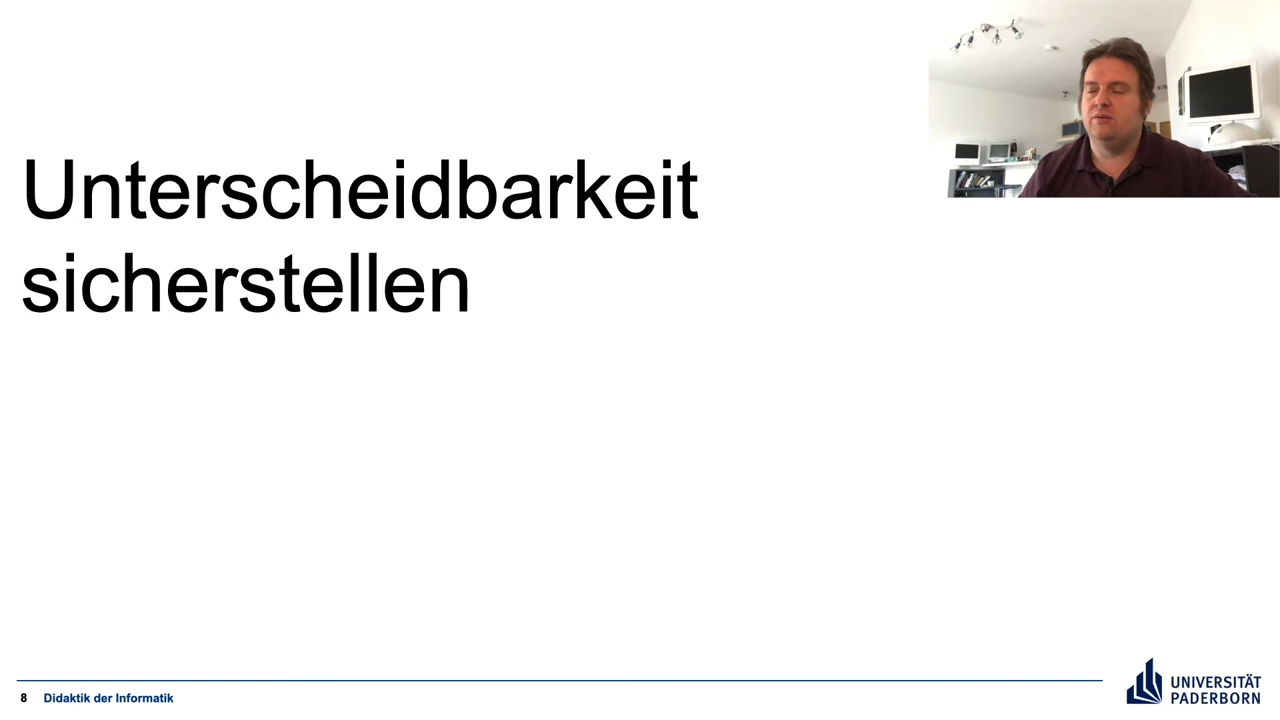 Unterscheidbarkeit
sicherstellen
8 Didaktik der Informatik
UNIVERSITÄT
PADERBORN